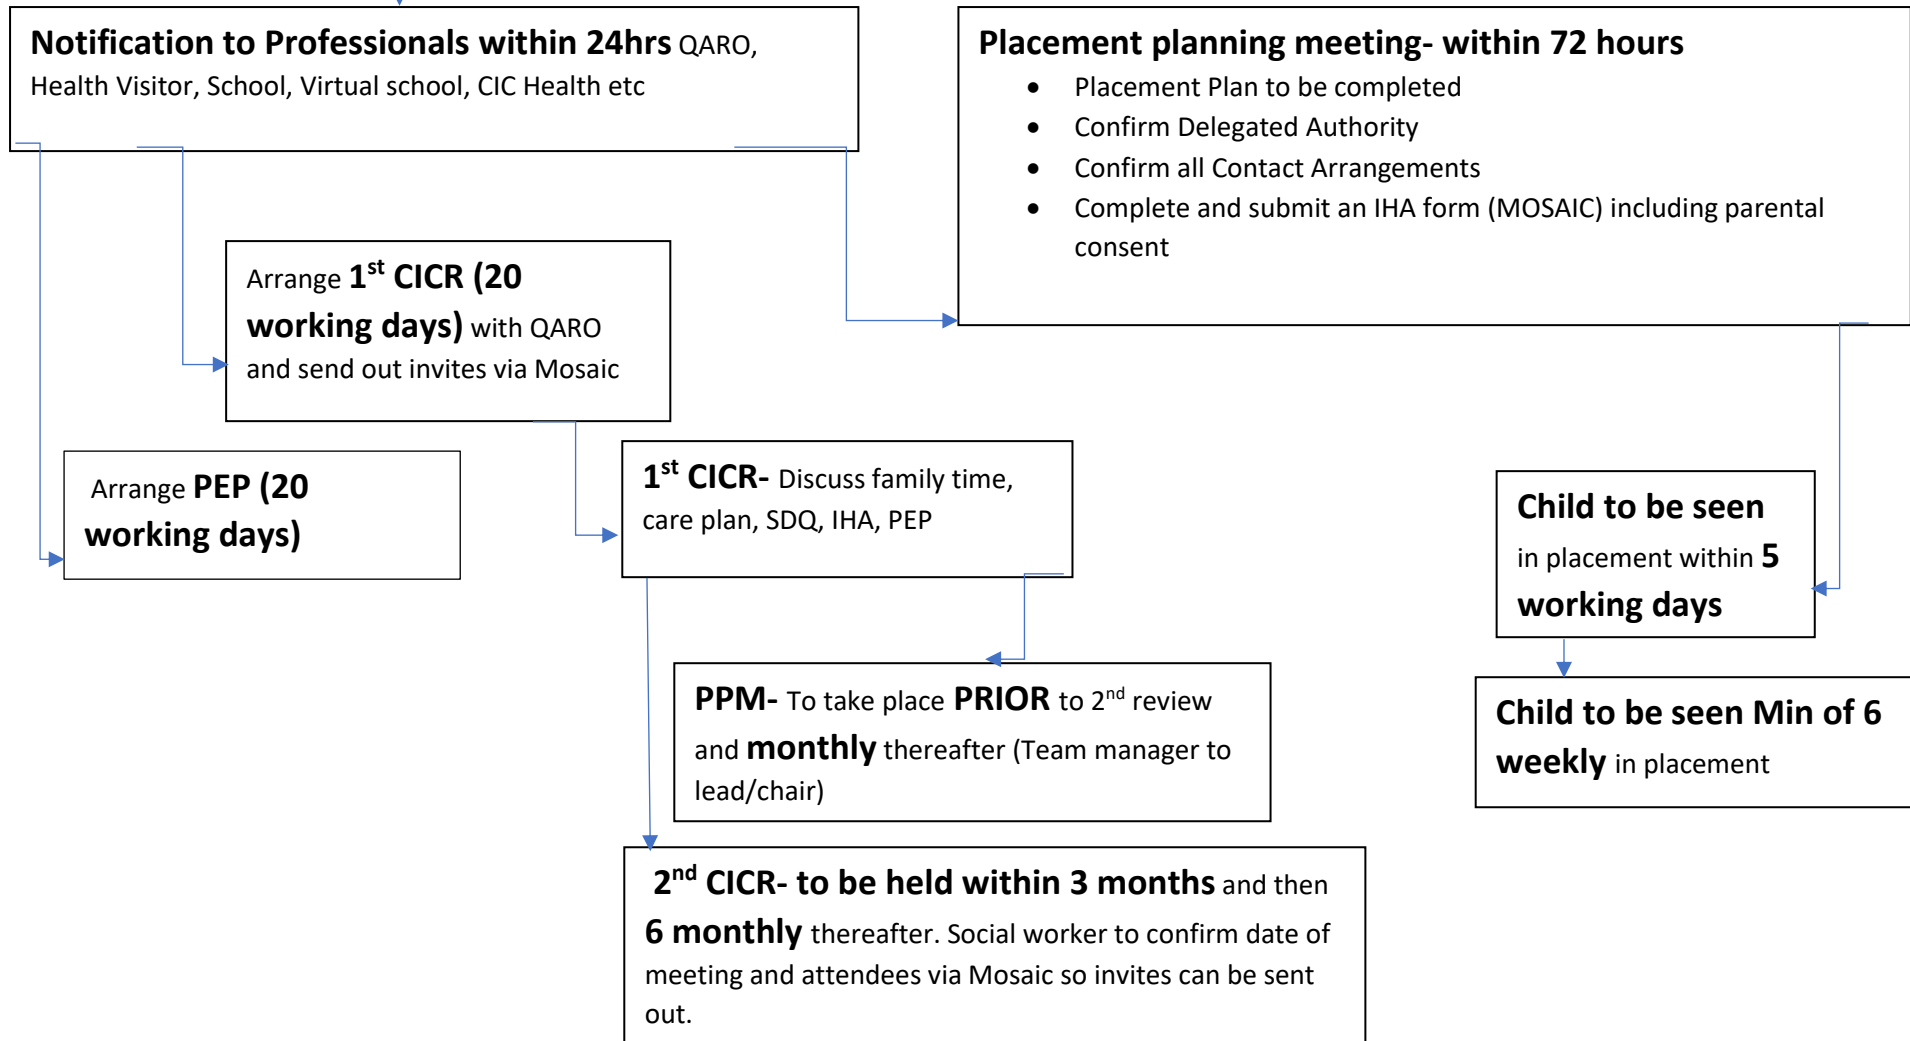 Notification to Professionals within 24hrs QARO,
Health Visitor, School, Virtual school, CIC Health etc
Placement planning meeting- within 72 hours
• Placement Plan to be completed
• Confirm Delegated Authority
• Confirm all Contact Arrangements
• Complete and submit an IHA form (MOSAIC) including parental
consent
Arrange 1st CICR (20
working days) with QARO
and send out invites via Mosaic
Arrange PEP (20
working days)
1st CICR- Discuss family time,
care plan, SDQ, IHA, PEP
Child to be seen
in placement within 5
working days
PPM- To take place PRIOR to 2nd review
and monthly thereafter (Team manager to
lead/chair)
Child to be seen Min of 6
weekly in placement
2nd CICR- to be held within 3 months and then
6 monthly thereafter. Social worker to confirm date of
meeting and attendees via Mosaic so invites can be sent
out.